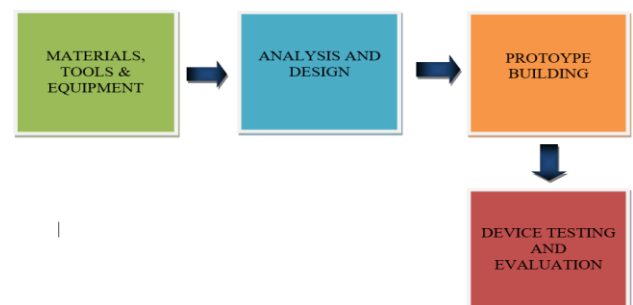 MATERIALS,
TOOLS &
EQUIPMENT
ANALYSIS AND
DESIGN
PROTOYPE
BUILDING
DEVICE TESTING
AND
EVALUATION